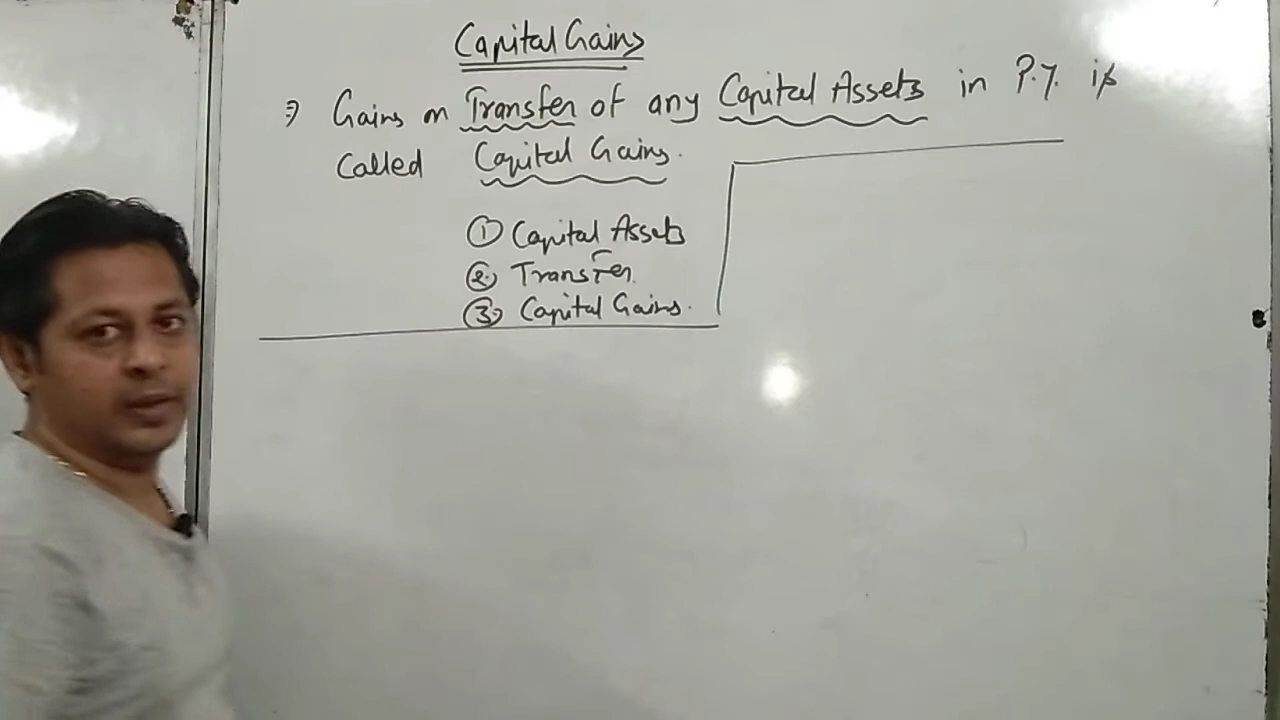 Capital Gains
⇒ Gains on Transfer of any Capital Assets in P.Y. is
called Capital Gains.
① Capital Assets
② Transfer
③ Capital Gains.